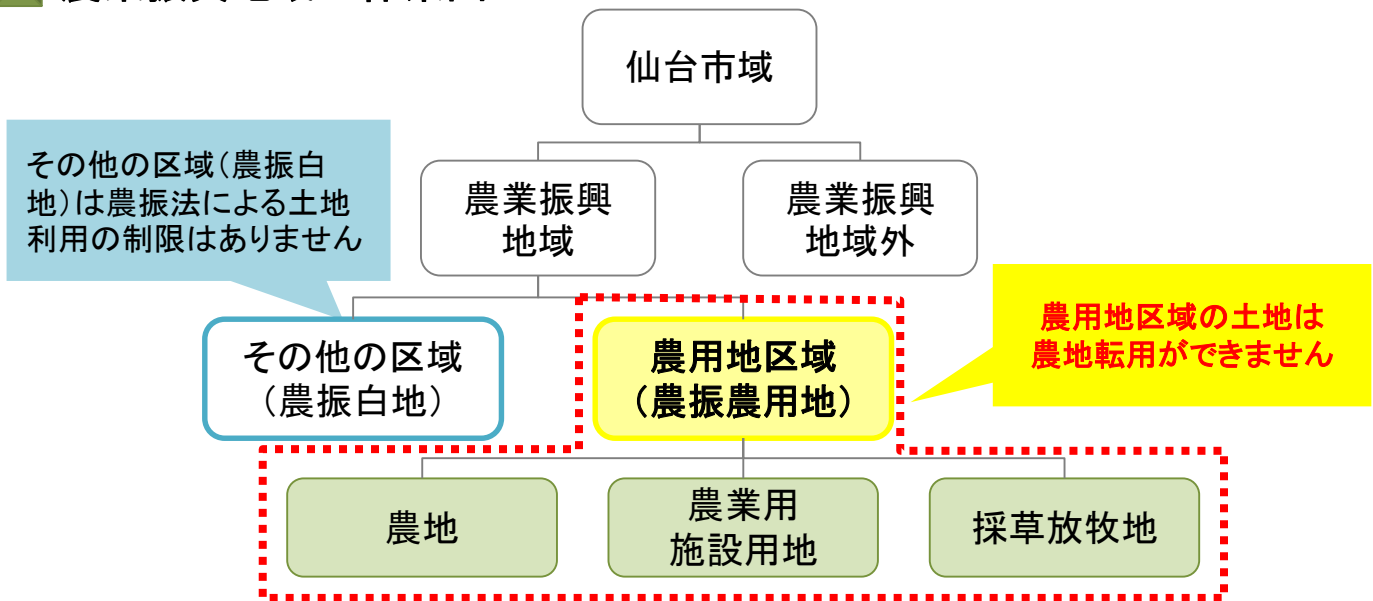 仙台市域
その他の区域(農振白
地)は農振法による土地
利用の制限はありません
農業振興
地域
農業振興
地域外
農用地区域の土地は
農地転用ができません
その他の区域
(農振白地)
農用地区域
(農振農用地)
農地
農業用
施設用地
採草放牧地